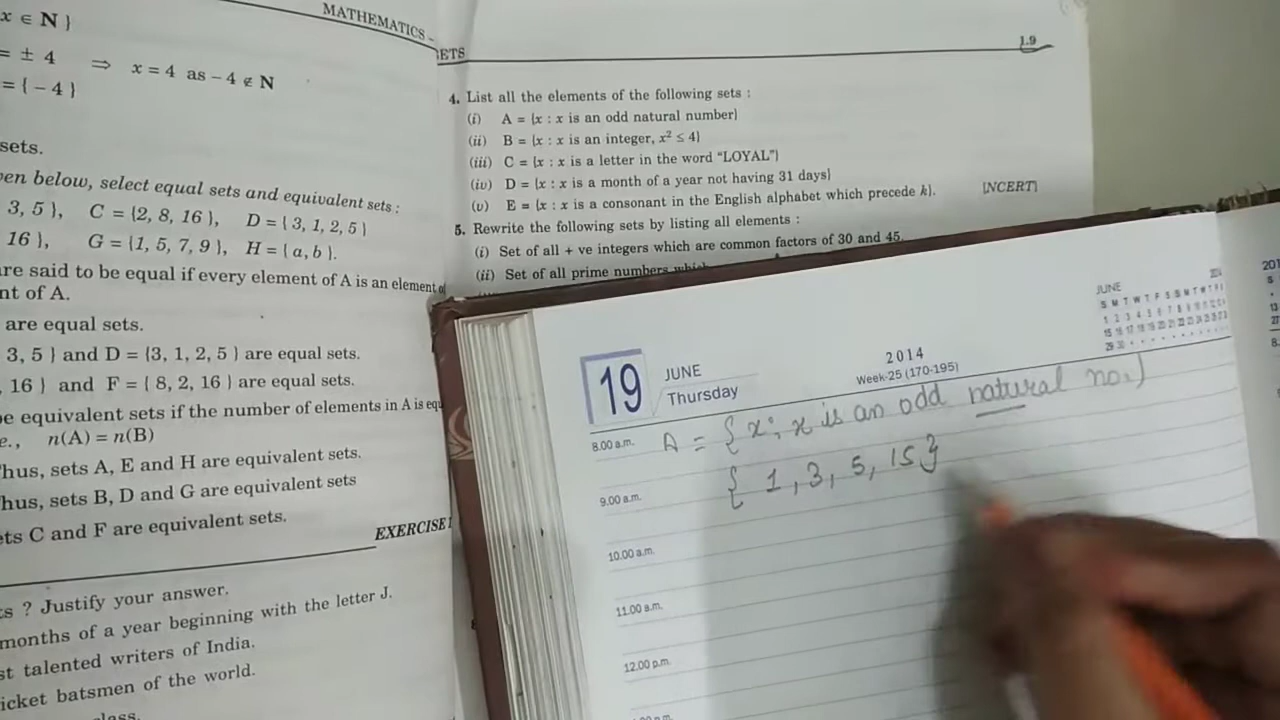 x ∈ N }
= ± 4 ⇒ x = 4 as – 4 ∉ N
= { – 4 }
sets.
en below, select equal sets and equivalent sets :
3, 5 }, C = {2, 8, 16 }, D = { 3, 1, 2, 5 }
16 }, G = {1, 5, 7, 9 }, H = { a, b }.
re said to be equal if every element of A is an element o
nt of A.
are equal sets.
3, 5 } and D = {3, 1, 2, 5 } are equal sets.
, 16 } and F = { 8, 2, 16 } are equal sets.
e equivalent sets if the number of elements in A is equ
e., n(A) = n(B)
hus, sets A, E and H are equivalent sets.
hus, sets B, D and G are equivalent sets
ets C and F are equivalent sets.
EXERCISE 1
ts ? Justify your answer.
months of a year beginning with the letter J.
st talented writers of India.
icket batsmen of the world.
class.
MATHEMATICS –
ETS
1.9
4. List all the elements of the following sets :
(i) A = {x : x is an odd natural number}
(ii) B = {x : x is an integer, x² ≤ 4}
(iii) C = {x : x is a letter in the word “LOYAL”}
(iv) D = {x : x is a month of a year not having 31 days}
(v) E = {x : x is a consonant in the English alphabet which precede k}. [NCERT]
5. Rewrite the following sets by listing all elements :
(i) Set of all + ve integers which are common factors of 30 and 45.
(ii) Set of all prime numbers
19 JUNE
Thursday
2014
Week-25 (170-195)
JUNE
S M T W T F S S M T W T F S
8.00 a.m. A = { x : x is an odd natural no. }
9.00 a.m. { 1 , 3 , 5 , 15 }
10.00 a.m.
11.00 a.m.
12.00 p.m.